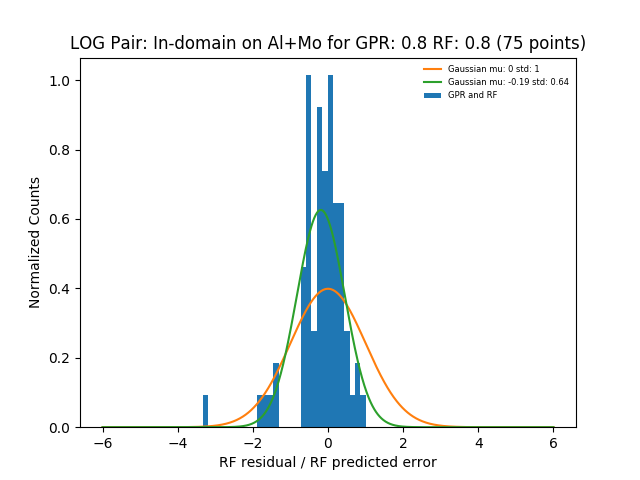 LOG Pair: In-domain on Al+Mo for GPR: 0.8 RF: 0.8 (75 points)
Gaussian mu: 0 std: 1
Gaussian mu: -0.19 std: 0.64
GPR and RF
Normalized Counts
1.0
0.8
0.6
0.4
0.2
0.0
−6 −4 −2 0 2 4 6
RF residual / RF predicted error